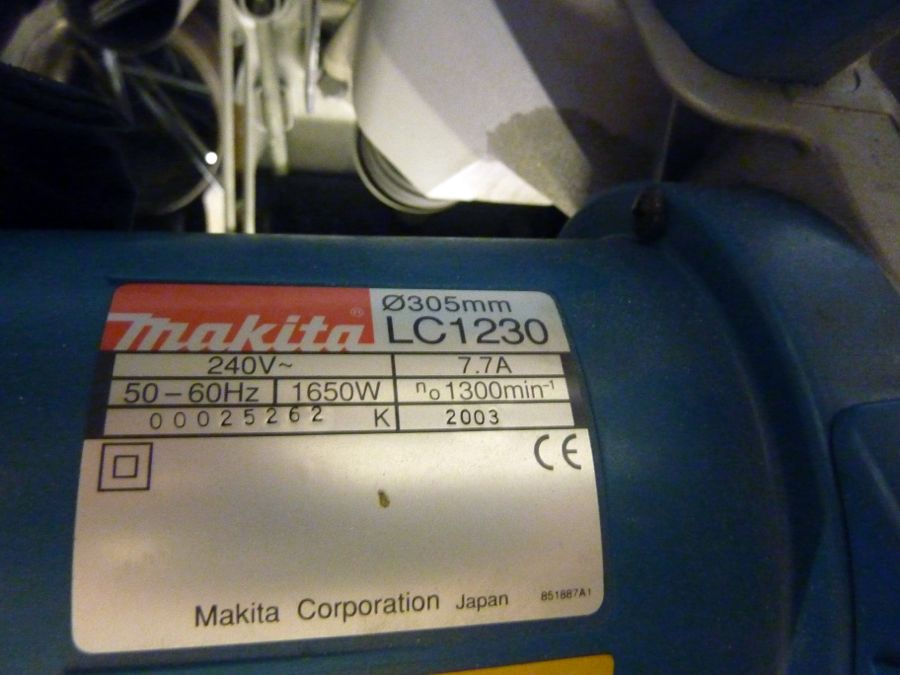 makita®
Ø305mm
LC1230
240V~ 7.7A
50-60Hz 1650W n₀1300min⁻¹
00025262 K 2003
CE
Makita Corporation Japan 851887A1